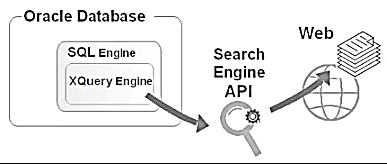 Oracle Database
SQL Engine
XQuery Engine
Search
Engine
API
Web